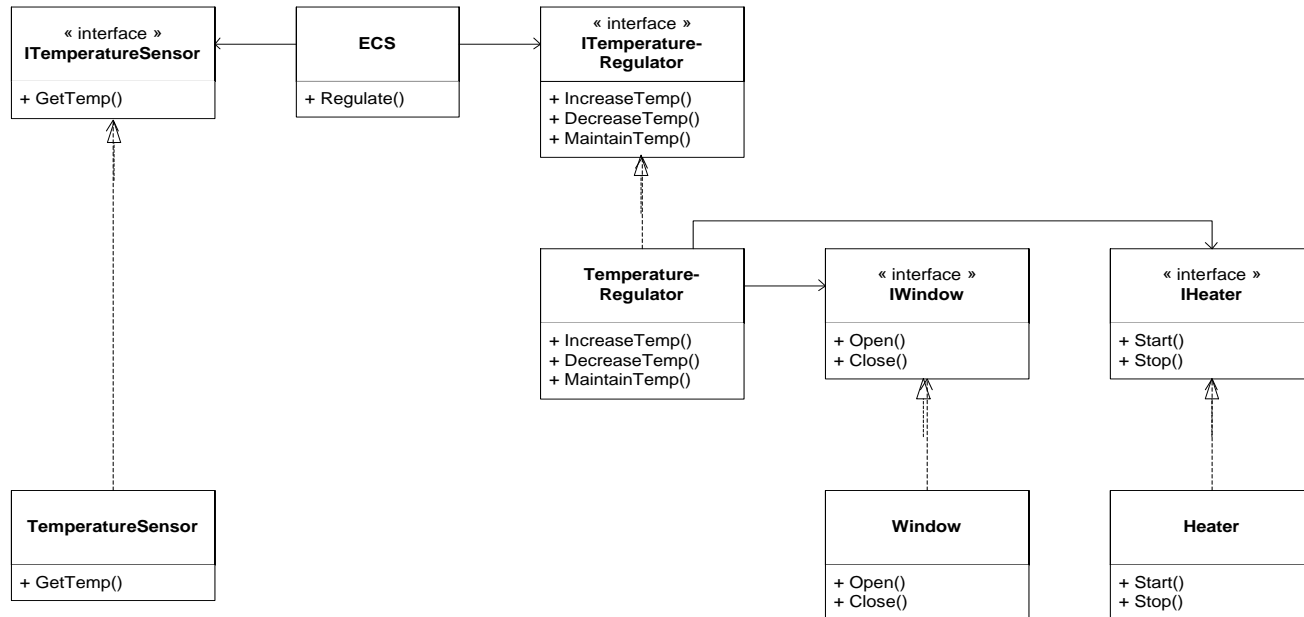 « interface »
ITemperatureSensor
+ GetTemp()
ECS
+ Regulate()
« interface »
ITemperature-
Regulator
+ IncreaseTemp()
+ DecreaseTemp()
+ MaintainTemp()
Temperature-
Regulator
+ IncreaseTemp()
+ DecreaseTemp()
+ MaintainTemp()
« interface »
IWindow
+ Open()
+ Close()
« interface »
IHeater
+ Start()
+ Stop()
TemperatureSensor
+ GetTemp()
Window
+ Open()
+ Close()
Heater
+ Start()
+ Stop()